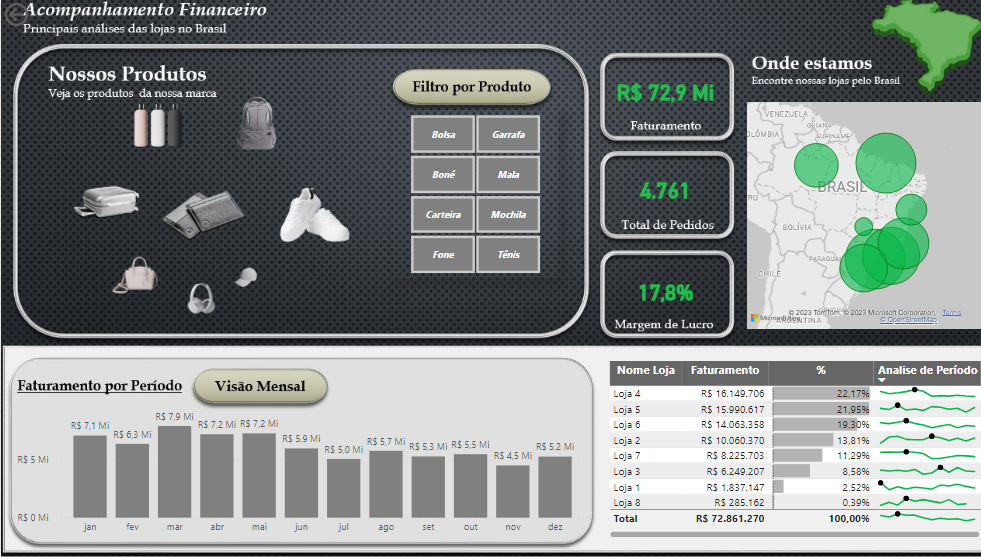 Acompanhamento Financeiro
Principais análises das lojas no Brasil
Nossos Produtos
Veja os produtos da nossa marca
Filtro por Produto
Bolsa Garrafa
Boné Mala
Carteira Mochila
Fone Tênis
R$ 72,9 Mi
Faturamento
4.761
Total de Pedidos
17,8%
Margem de Lucro
Onde estamos
Encontre nossas lojas pelo Brasil
VENEZUELA
GUIANA
SURINAME
COLÔMBIA
BRASIL
BOLÍVIA
PARAGUAI
CHILE
ARGENTINA
© 2023 TomTom, © 2023 Microsoft Corporation, Terms
© OpenStreetMap
Microsoft Bing
Faturamento por Período
Visão Mensal
R$ 7,1 Mi R$ 6,3 Mi R$ 7,9 Mi R$ 7,2 Mi R$ 7,2 Mi R$ 5,9 Mi R$ 5,0 Mi R$ 5,7 Mi R$ 5,3 Mi R$ 5,5 Mi R$ 4,5 Mi R$ 5,2 Mi
R$ 5 Mi
R$ 0 Mi
jan fev mar abr mai jun jul ago set out nov dez
Nome Loja Faturamento % Analise de Período
Loja 4 R$ 16.149.706 22,17%
Loja 5 R$ 15.990.617 21,95%
Loja 6 R$ 14.063.358 19,30%
Loja 2 R$ 10.060.370 13,81%
Loja 7 R$ 8.225.703 11,29%
Loja 3 R$ 6.249.207 8,58%
Loja 1 R$ 1.837.147 2,52%
Loja 8 R$ 285.162 0,39%
Total R$ 72.861.270 100,00%